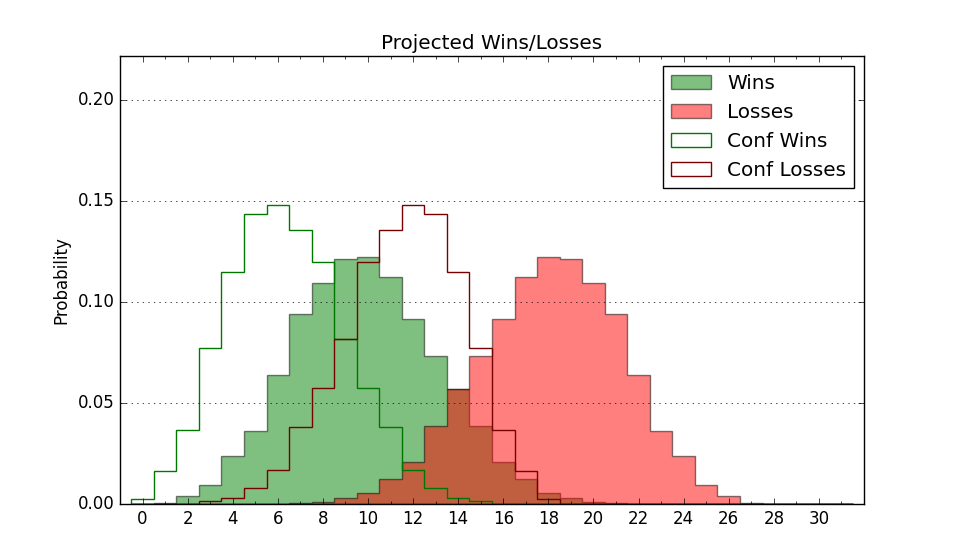 Projected Wins/Losses
Wins
Losses
Conf Wins
Conf Losses
Probability
0.20
0.15
0.10
0.05
0.00
0 2 4 6 8 10 12 14 16 18 20 22 24 26 28 30